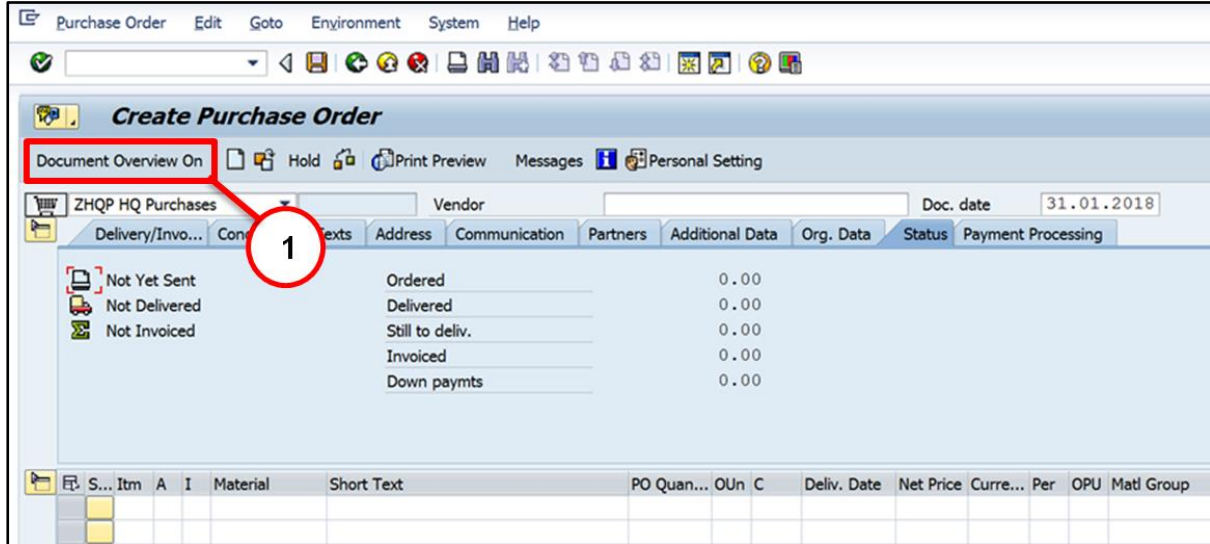 Purchase Order Edit Goto Environment System Help
Create Purchase Order
Document Overview On Hold Print Preview Messages Personal Setting
ZHQP HQ Purchases Vendor Doc. date 31.01.2018
Delivery/Invo... Texts Address Communication Partners Additional Data Org. Data Status Payment Processing
1
Not Yet Sent Ordered 0.00
Not Delivered Delivered 0.00
Not Invoiced Still to deliv. 0.00
Invoiced 0.00
Down paymts 0.00
S... Itm A I Material Short Text PO Quan... OUn C Deliv. Date Net Price Curre... Per OPU Matl Group